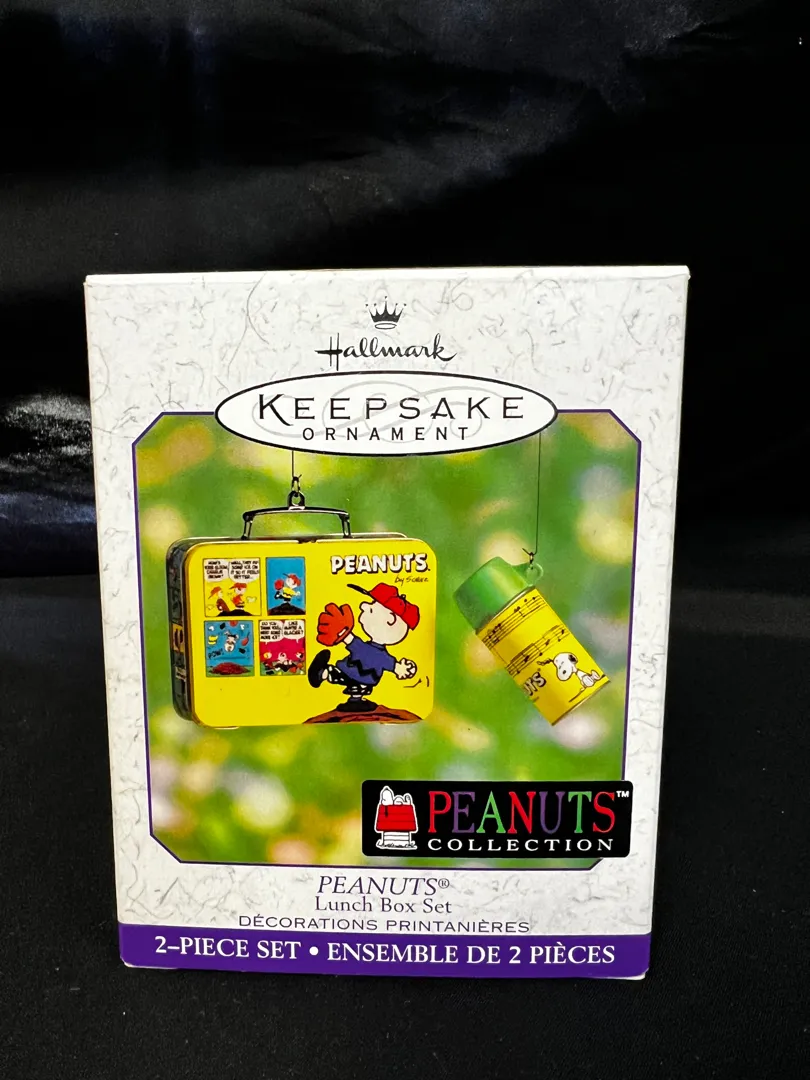 Hallmark
KEEPSAKE
ORNAMENT
PEANUTS
by Schulz
PEANUTS™
COLLECTION
PEANUTS®
Lunch Box Set
DÉCORATIONS PRINTANIÈRES
2–PIECE SET • ENSEMBLE DE 2 PIÈCES